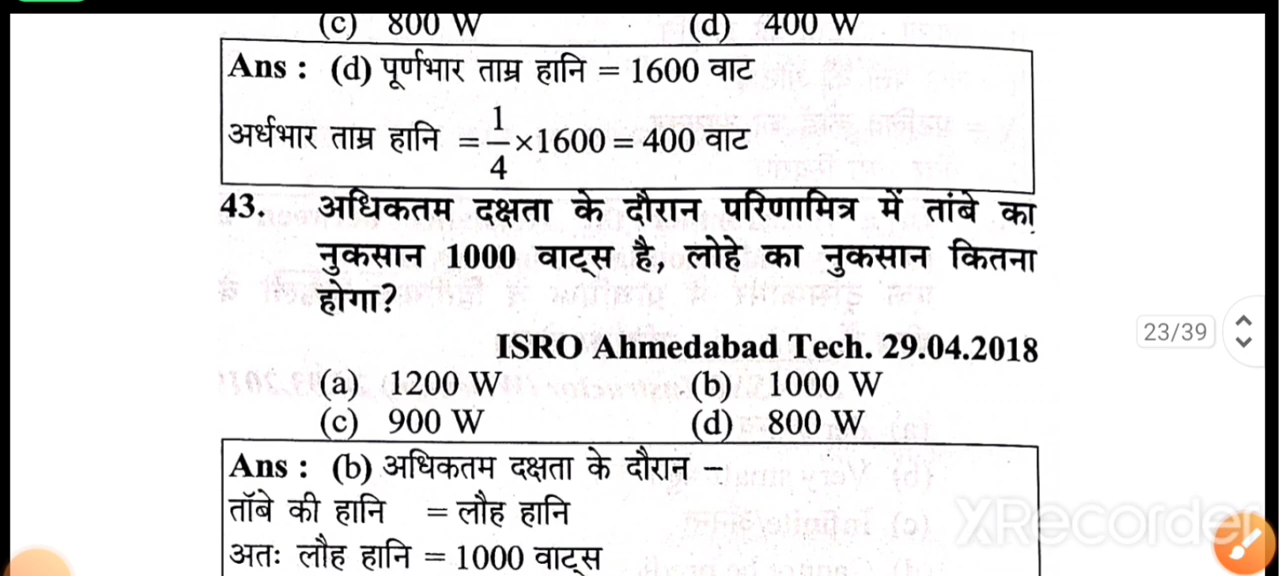 (c) 800 W (d) 400 W
Ans : (d) पूर्णभार ताम्र हानि = 1600 वाट
अर्धभार ताम्र हानि = 1/4 ×1600 = 400 वाट
43. अधिकतम दक्षता के दौरान परिणामित्र में तांबे का
नुकसान 1000 वाट्स है, लोहे का नुकसान कितना
होगा?
ISRO Ahmedabad Tech. 29.04.2018
(a) 1200 W (b) 1000 W
(c) 900 W (d) 800 W
Ans : (b) अधिकतम दक्षता के दौरान –
ताँबे की हानि = लौह हानि
अतः लौह हानि = 1000 वाट्स
23/39
XRecorder